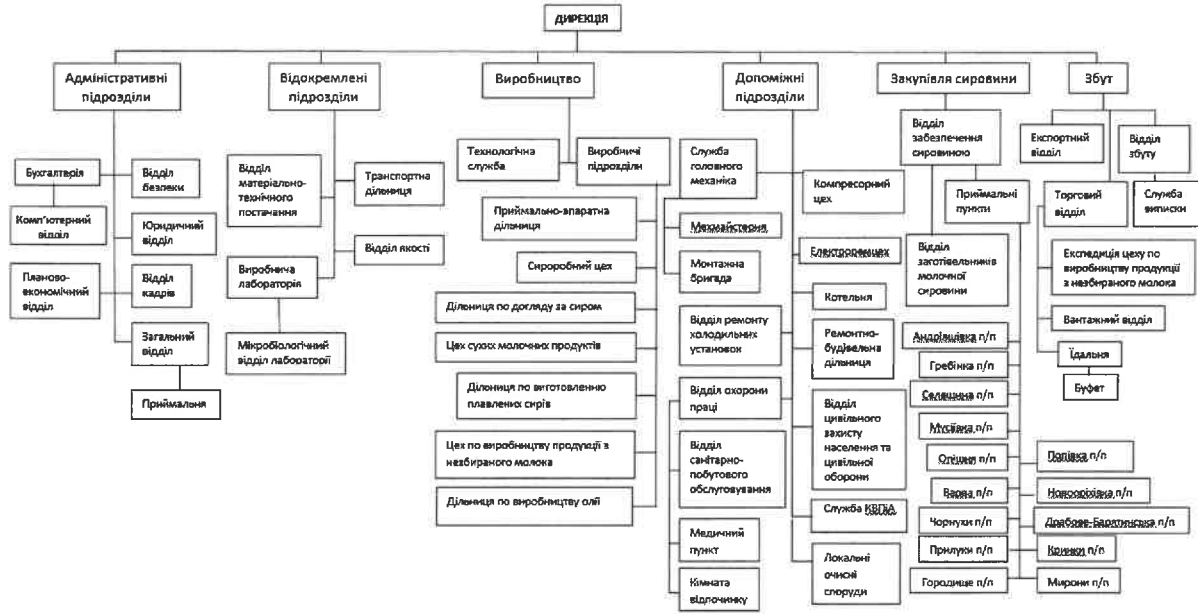 ДИРЕКЦІЯ
Адміністративні
підрозділи
Відокремлені
підрозділи
Виробництво
Допоміжні
підрозділи
Закупівля сировини
Збут
Бухгалтерія
Комп'ютерний
відділ
Планово-
економічний
відділ
Відділ
безпеки
Юридичний
відділ
Відділ
кадрів
Загальний
відділ
Приймальня
Відділ
матеріально-
технічного
постачання
Транспортна
дільниця
Відділ якості
Виробнича
лабораторія
Мікробіологічний
відділ лабораторії
Технологічна
служба
Виробничі
підрозділи
Приймально-апаратна
дільниця
Сироробний цех
Дільниця по догляду за сиром
Цех сухих молочних продуктів
Дільниця по виготовленню
плавлених сирів
Цех по виробництву продукції з
незбираного молока
Дільниця по виробництву олії
Служба
головного
механіка
Мехмайстерня
Монтажна
бригада
Відділ ремонту
холодильних
установок
Відділ охорони
праці
Відділ
санітарно-
побутового
обслуговування
Медичний
пункт
Кімната
відпочинку
Компресорний
цех
Електроремцех
Котельня
Ремонтно-
будівельна
дільниця
Відділ
цивільного
захисту
населення та
цивільної
оборони
Служба КВПіА
Локальні
очисні
споруди
Відділ
забезпечення
сировиною
Приймальні
пункти
Відділ
заготівельників
молочної
сировини
Андріяшівка п/п
Гребінка п/п
Селещина п/п
Мусіївка п/п
Опішня п/п
Варва п/п
Чорнухи п/п
Прилуки п/п
Городище п/п
Попівка п/п
Новооріхівка п/п
Драбове-Барятинська п/п
Кринки п/п
Мирони п/п
Експортний
відділ
Відділ
збуту
Торговий
відділ
Служба
виписки
Експедиція цеху по
виробництву продукції
з незбираного молока
Вантажний відділ
Їдальня
Буфет